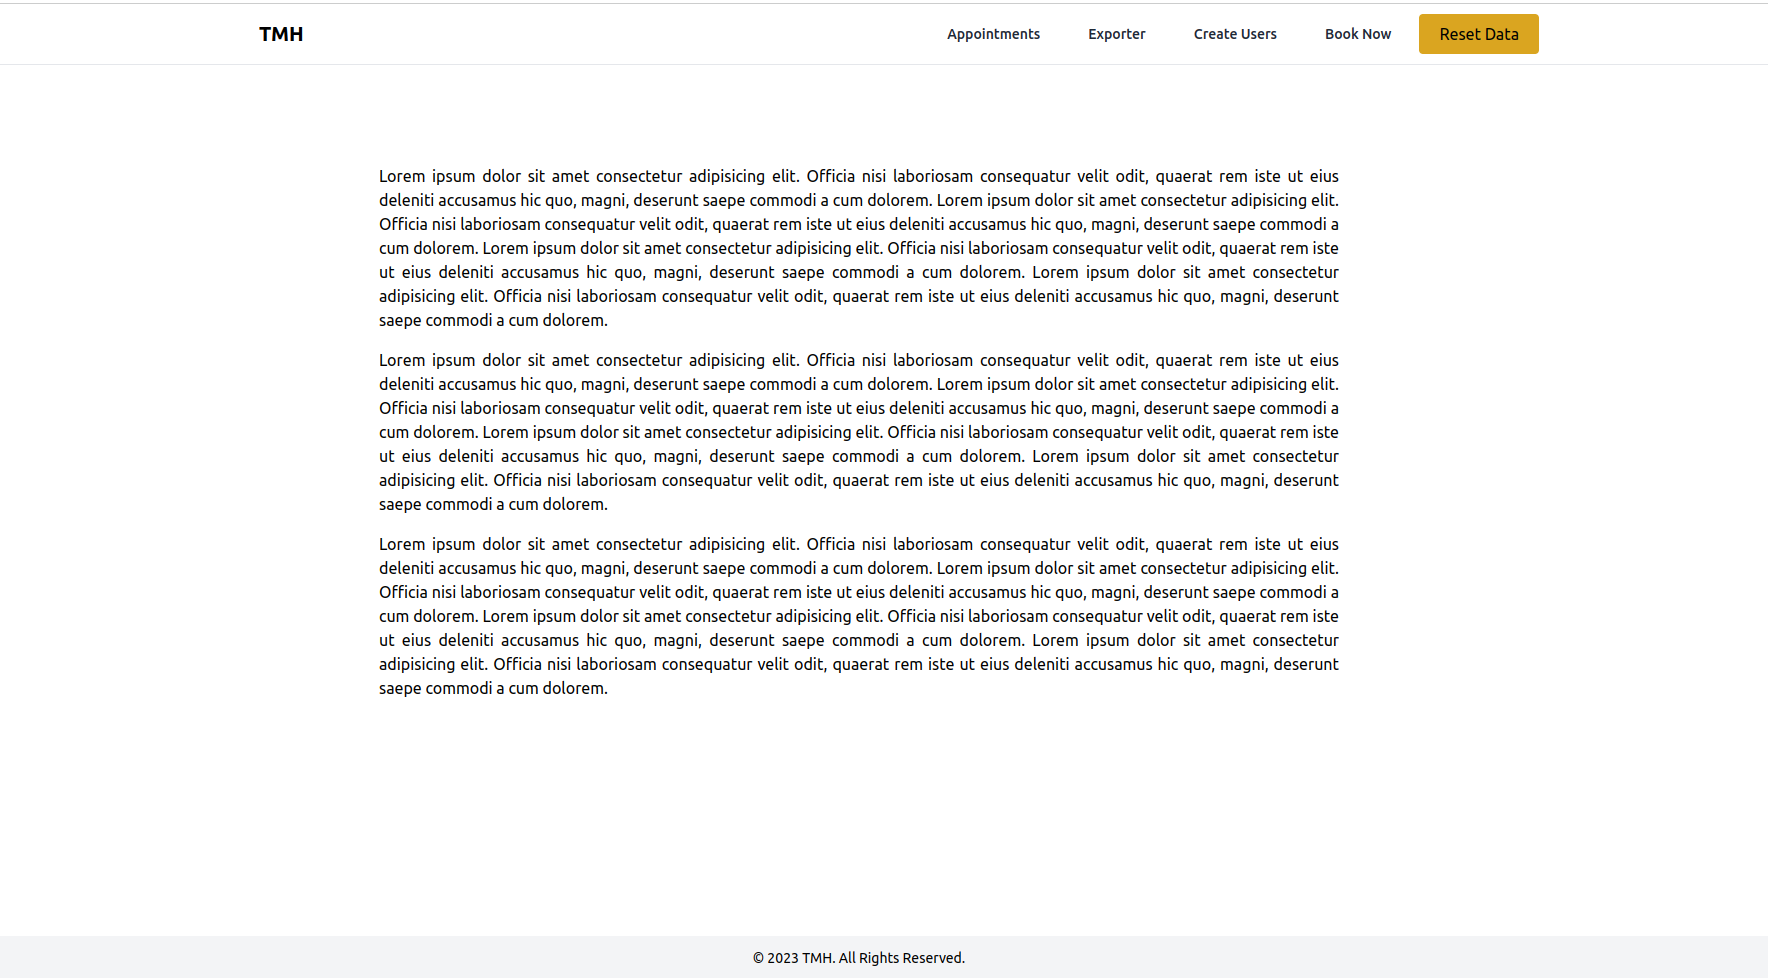 TMH
Appointments
Exporter
Create Users
Book Now
Reset Data
Lorem ipsum dolor sit amet consectetur adipisicing elit. Officia nisi laboriosam consequatur velit odit, quaerat rem iste ut eius
deleniti accusamus hic quo, magni, deserunt saepe commodi a cum dolorem. Lorem ipsum dolor sit amet consectetur adipisicing elit.
Officia nisi laboriosam consequatur velit odit, quaerat rem iste ut eius deleniti accusamus hic quo, magni, deserunt saepe commodi a
cum dolorem. Lorem ipsum dolor sit amet consectetur adipisicing elit. Officia nisi laboriosam consequatur velit odit, quaerat rem iste
ut eius deleniti accusamus hic quo, magni, deserunt saepe commodi a cum dolorem. Lorem ipsum dolor sit amet consectetur
adipisicing elit. Officia nisi laboriosam consequatur velit odit, quaerat rem iste ut eius deleniti accusamus hic quo, magni, deserunt
saepe commodi a cum dolorem.
Lorem ipsum dolor sit amet consectetur adipisicing elit. Officia nisi laboriosam consequatur velit odit, quaerat rem iste ut eius
deleniti accusamus hic quo, magni, deserunt saepe commodi a cum dolorem. Lorem ipsum dolor sit amet consectetur adipisicing elit.
Officia nisi laboriosam consequatur velit odit, quaerat rem iste ut eius deleniti accusamus hic quo, magni, deserunt saepe commodi a
cum dolorem. Lorem ipsum dolor sit amet consectetur adipisicing elit. Officia nisi laboriosam consequatur velit odit, quaerat rem iste
ut eius deleniti accusamus hic quo, magni, deserunt saepe commodi a cum dolorem. Lorem ipsum dolor sit amet consectetur
adipisicing elit. Officia nisi laboriosam consequatur velit odit, quaerat rem iste ut eius deleniti accusamus hic quo, magni, deserunt
saepe commodi a cum dolorem.
Lorem ipsum dolor sit amet consectetur adipisicing elit. Officia nisi laboriosam consequatur velit odit, quaerat rem iste ut eius
deleniti accusamus hic quo, magni, deserunt saepe commodi a cum dolorem. Lorem ipsum dolor sit amet consectetur adipisicing elit.
Officia nisi laboriosam consequatur velit odit, quaerat rem iste ut eius deleniti accusamus hic quo, magni, deserunt saepe commodi a
cum dolorem. Lorem ipsum dolor sit amet consectetur adipisicing elit. Officia nisi laboriosam consequatur velit odit, quaerat rem iste
ut eius deleniti accusamus hic quo, magni, deserunt saepe commodi a cum dolorem. Lorem ipsum dolor sit amet consectetur
adipisicing elit. Officia nisi laboriosam consequatur velit odit, quaerat rem iste ut eius deleniti accusamus hic quo, magni, deserunt
saepe commodi a cum dolorem.
© 2023 TMH. All Rights Reserved.